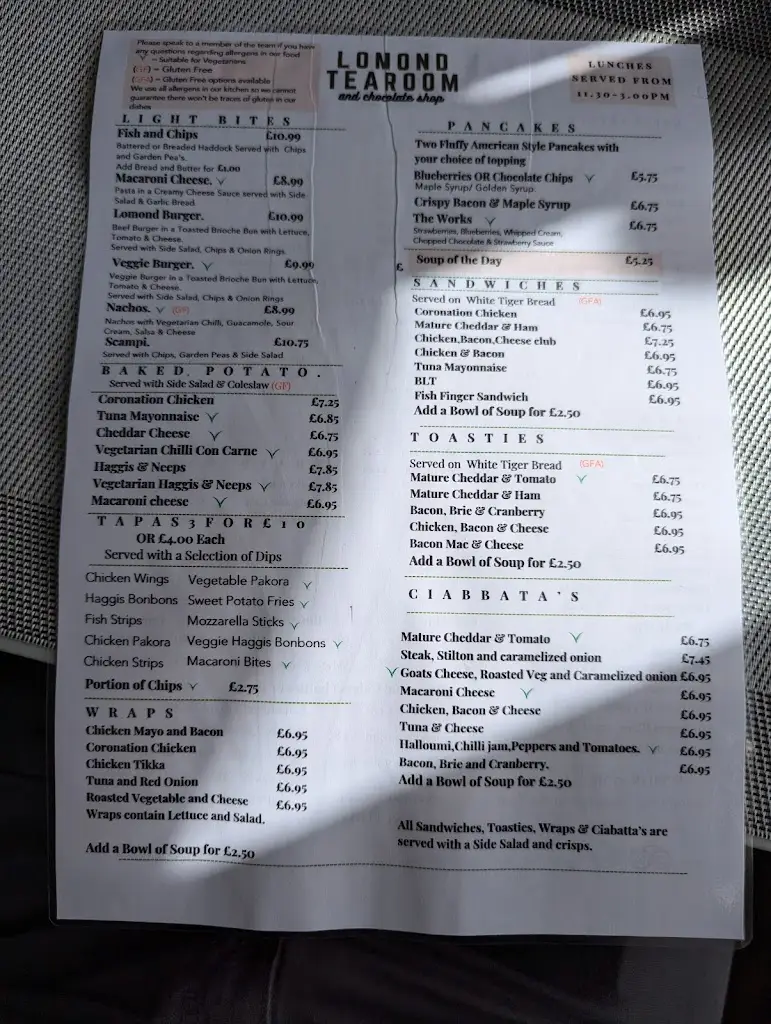 Please speak to a member of the team if you have
any questions regarding allergens in our food
V = Suitable for Vegetarians
(GF) = Gluten Free
(GFA) = Gluten Free options available
We use all allergens in our kitchen so we cannot
guarantee there won't be traces of gluten in our
dishes
LOMOND
TEAROOM
and chocolate shop
LUNCHES
SERVED FROM
11.30-3.00PM
LIGHT BITES
Fish and Chips £10.99
Battered or Breaded Haddock Served with Chips
and Garden Pea's.
Add Bread and Butter for £1.00
Macaroni Cheese. V £8.99
Pasta in a Creamy Cheese Sauce served with Side
Salad & Garlic Bread.
Lomond Burger. £10.99
Beef Burger in a Toasted Brioche Bun with Lettuce,
Tomato & Cheese.
Served with Side Salad, Chips & Onion Rings.
Veggie Burger. V £9.99
Veggie Burger in a Toasted Brioche Bun with Lettuce,
Tomato & Cheese.
Served with Side Salad, Chips & Onion Rings
Nachos. V (GF) £8.99
Nachos with Vegetarian Chilli, Guacamole, Sour
Cream, Salsa & Cheese
Scampi. £10.75
Served with Chips, Garden Peas & Side Salad
BAKED POTATO.
Served with Side Salad & Coleslaw (GF)
Coronation Chicken £7.25
Tuna Mayonnaise V £6.85
Cheddar Cheese V £6.75
Vegetarian Chilli Con Carne V £6.95
Haggis & Neeps £7.85
Vegetarian Haggis & Neeps V £7.85
Macaroni cheese V £6.95
TAPAS 3 FOR £10
OR £4.00 Each
Served with a Selection of Dips
Chicken Wings Vegetable Pakora V
Haggis Bonbons Sweet Potato Fries V
Fish Strips Mozzarella Sticks V
Chicken Pakora Veggie Haggis Bonbons V
Chicken Strips Macaroni Bites V
Portion of Chips V £2.75
WRAPS
Chicken Mayo and Bacon £6.95
Coronation Chicken £6.95
Chicken Tikka £6.95
Tuna and Red Onion £6.95
Roasted Vegetable and Cheese £6.95
Wraps contain Lettuce and Salad.
Add a Bowl of Soup for £2.50
PANCAKES
Two Fluffy American Style Pancakes with
your choice of topping
Blueberries OR Chocolate Chips V £5.75
Maple Syrup/ Golden Syrup.
Crispy Bacon & Maple Syrup £6.75
The Works V £6.75
Strawberries, Blueberries, Whipped Cream,
Chopped Chocolate & Strawberry Sauce
£ Soup of the Day £5.25
SANDWICHES
Served on White Tiger Bread (GFA)
Coronation Chicken £6.95
Mature Cheddar & Ham £6.75
Chicken,Bacon,Cheese club £7.25
Chicken & Bacon £6.95
Tuna Mayonnaise £6.75
BLT £6.95
Fish Finger Sandwich £6.95
Add a Bowl of Soup for £2.50
TOASTIES
Served on White Tiger Bread (GFA)
Mature Cheddar & Tomato V £6.75
Mature Cheddar & Ham £6.75
Bacon, Brie & Cranberry £6.95
Chicken, Bacon & Cheese £6.95
Bacon Mac & Cheese £6.95
Add a Bowl of Soup for £2.50
CIABBATA'S
Mature Cheddar & Tomato V £6.75
Steak, Stilton and caramelized onion £7.45
V Goats Cheese, Roasted Veg and Caramelized onion £6.95
Macaroni Cheese V £6.95
Chicken, Bacon & Cheese £6.95
Tuna & Cheese £6.95
Halloumi,Chilli jam,Peppers and Tomatoes. V £6.95
Bacon, Brie and Cranberry. £6.95
Add a Bowl of Soup for £2.50
All Sandwiches, Toasties, Wraps & Ciabatta's are
served with a Side Salad and crisps.